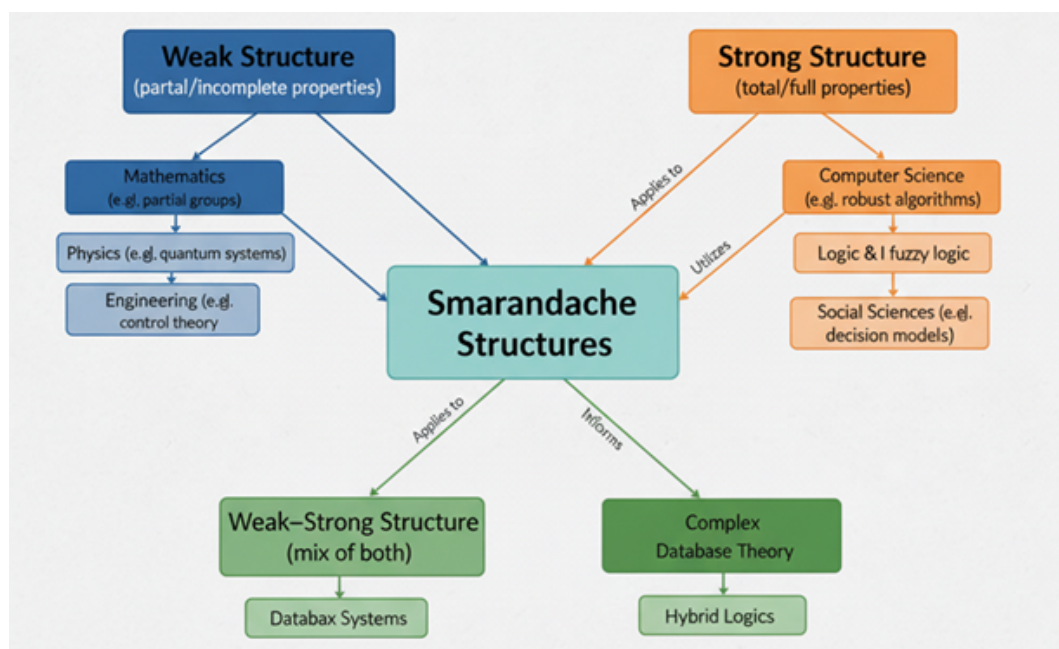 Weak Structure
(partal/incomplete properties)
Strong Structure
(total/full properties)
Mathematics
(e.g|. partial groups)
Physics (e.g|. quantum systems)
Engineering (e.g|.
control theory
Applies to
Computer Science
(e.g|. robust algorithms)
Utlizes
Logic & I fuzzy logic
Social Sciences (e.e|.
decision models)
Smarandache
Structures
Applies to
Weak–Strong Structure
(mix of both)
Databax Systems
Complex
Database Theory
Hybrid Logics